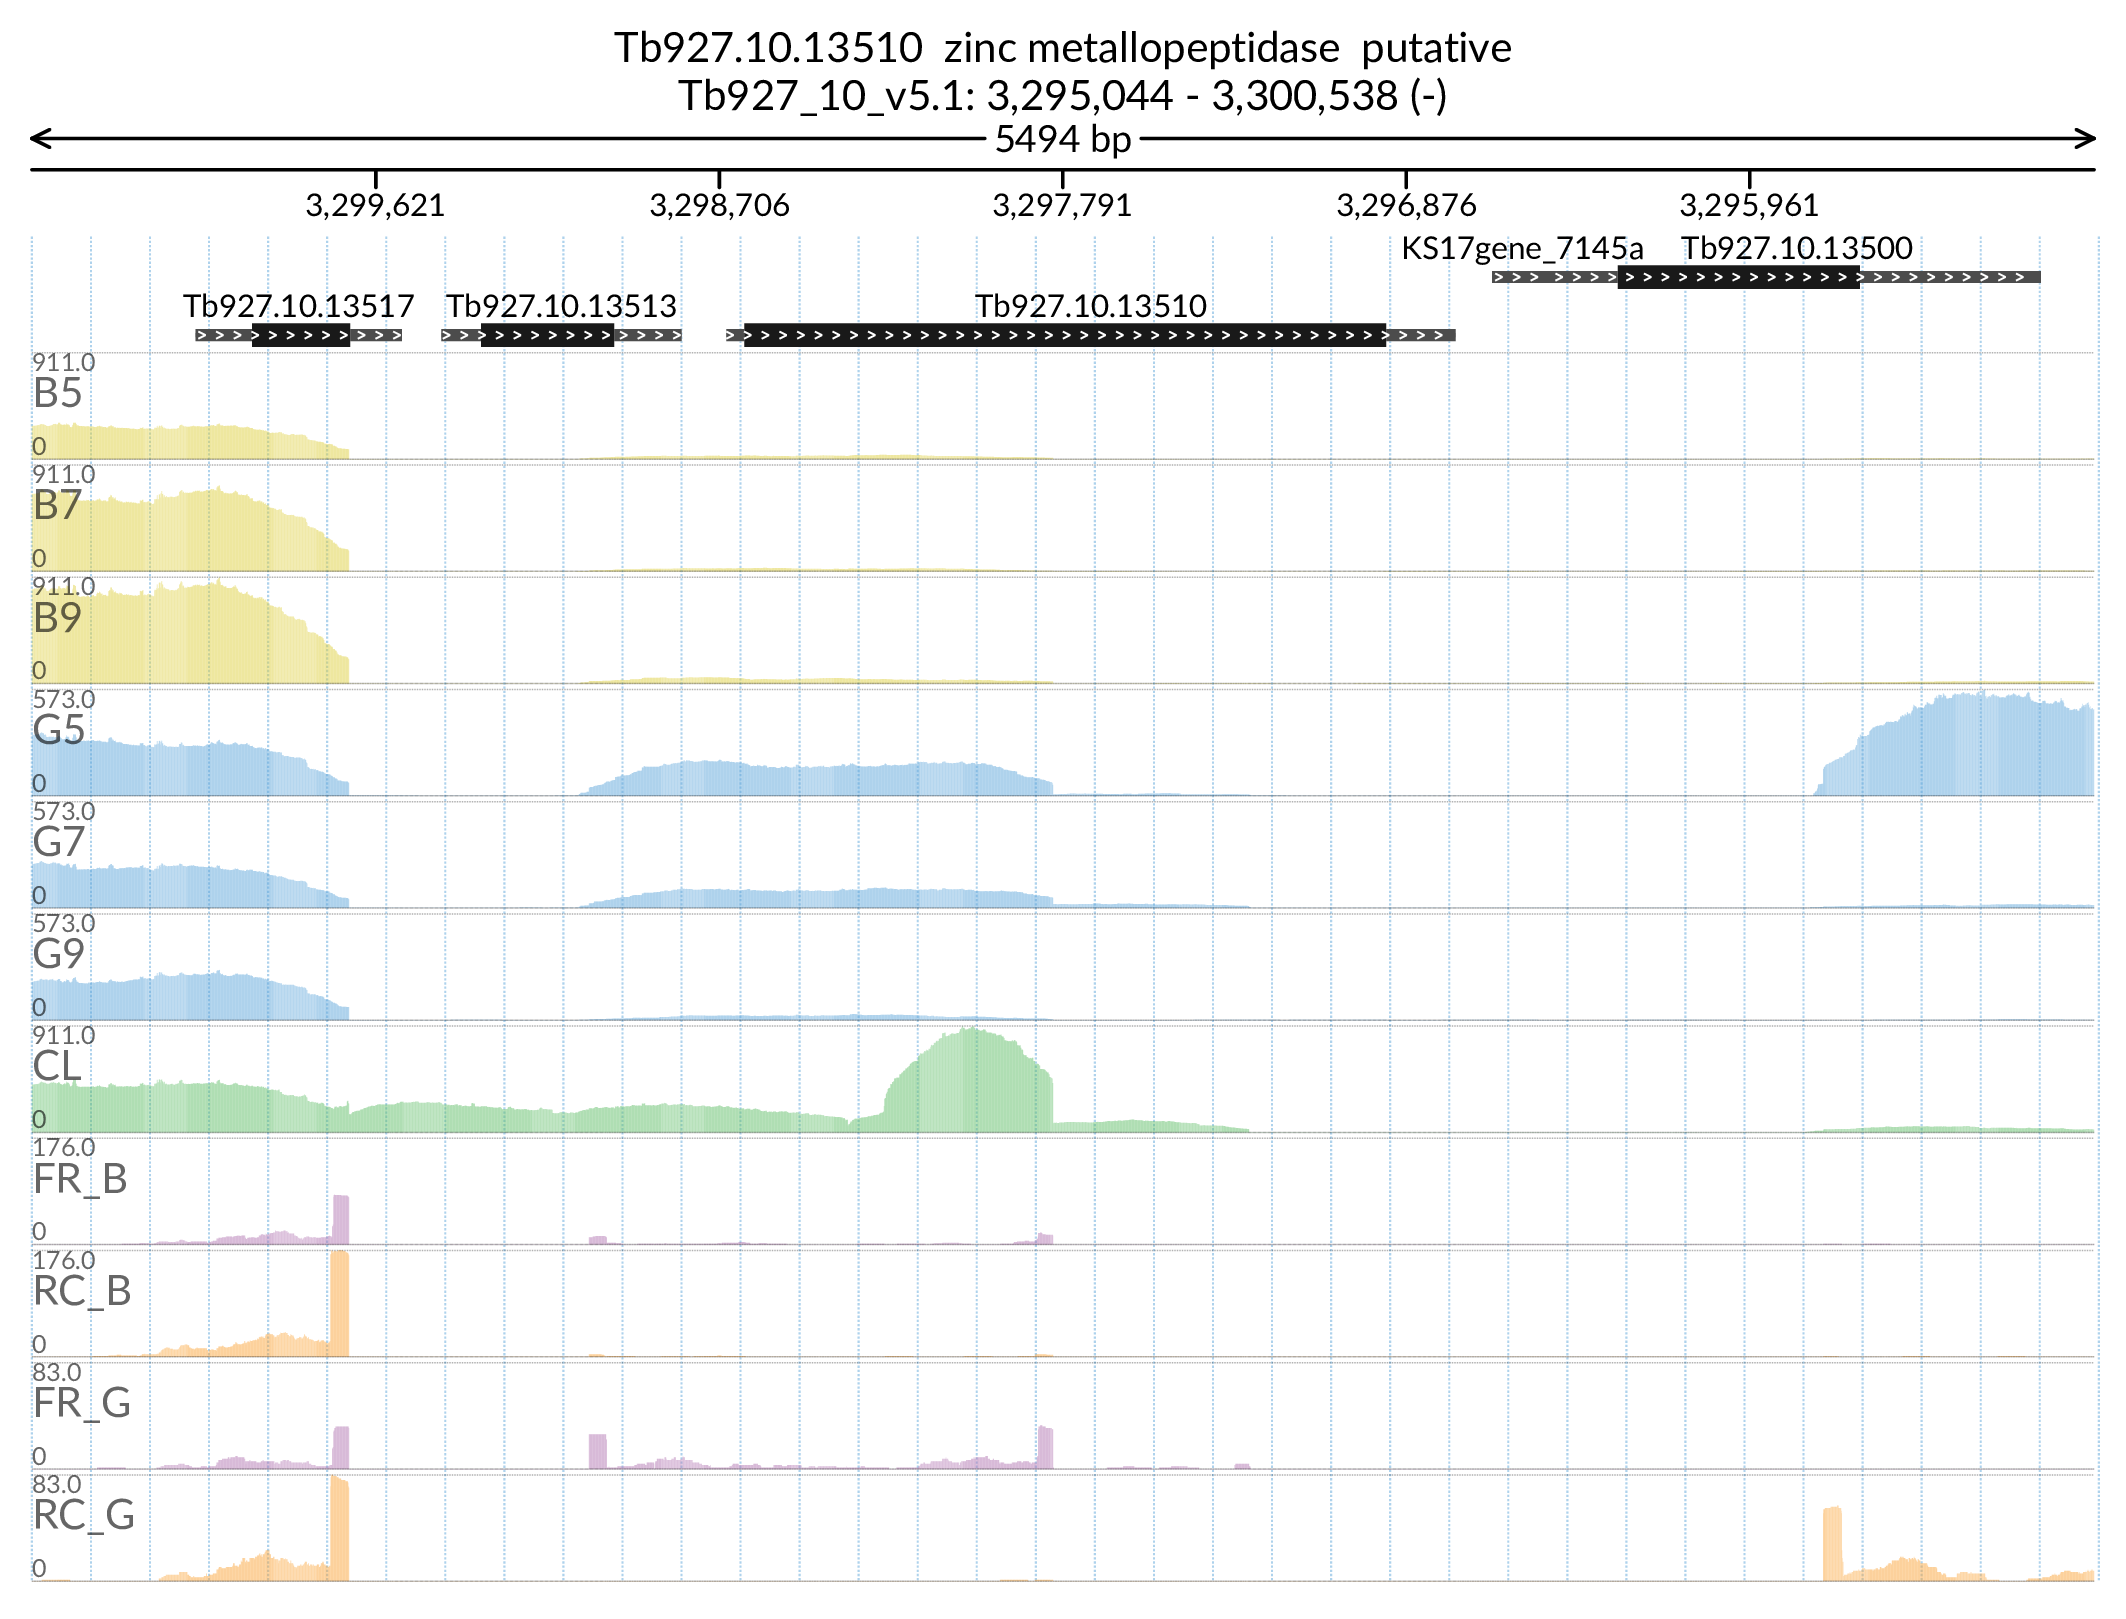 Tb927.10.13510  zinc metallopeptidase  putative
Tb927_10_v5.1: 3,295,044 - 3,300,538 (-)
5494 bp
3,299,621 3,298,706 3,297,791 3,296,876 3,295,961
KS17gene_7145a Tb927.10.13500
Tb927.10.13517 Tb927.10.13513 Tb927.10.13510
911.0
B5
0
911.0
B7
0
911.0
B9
0
573.0
G5
0
573.0
G7
0
573.0
G9
0
911.0
CL
0
176.0
FR_B
0
176.0
RC_B
0
83.0
FR_G
0
83.0
RC_G
0